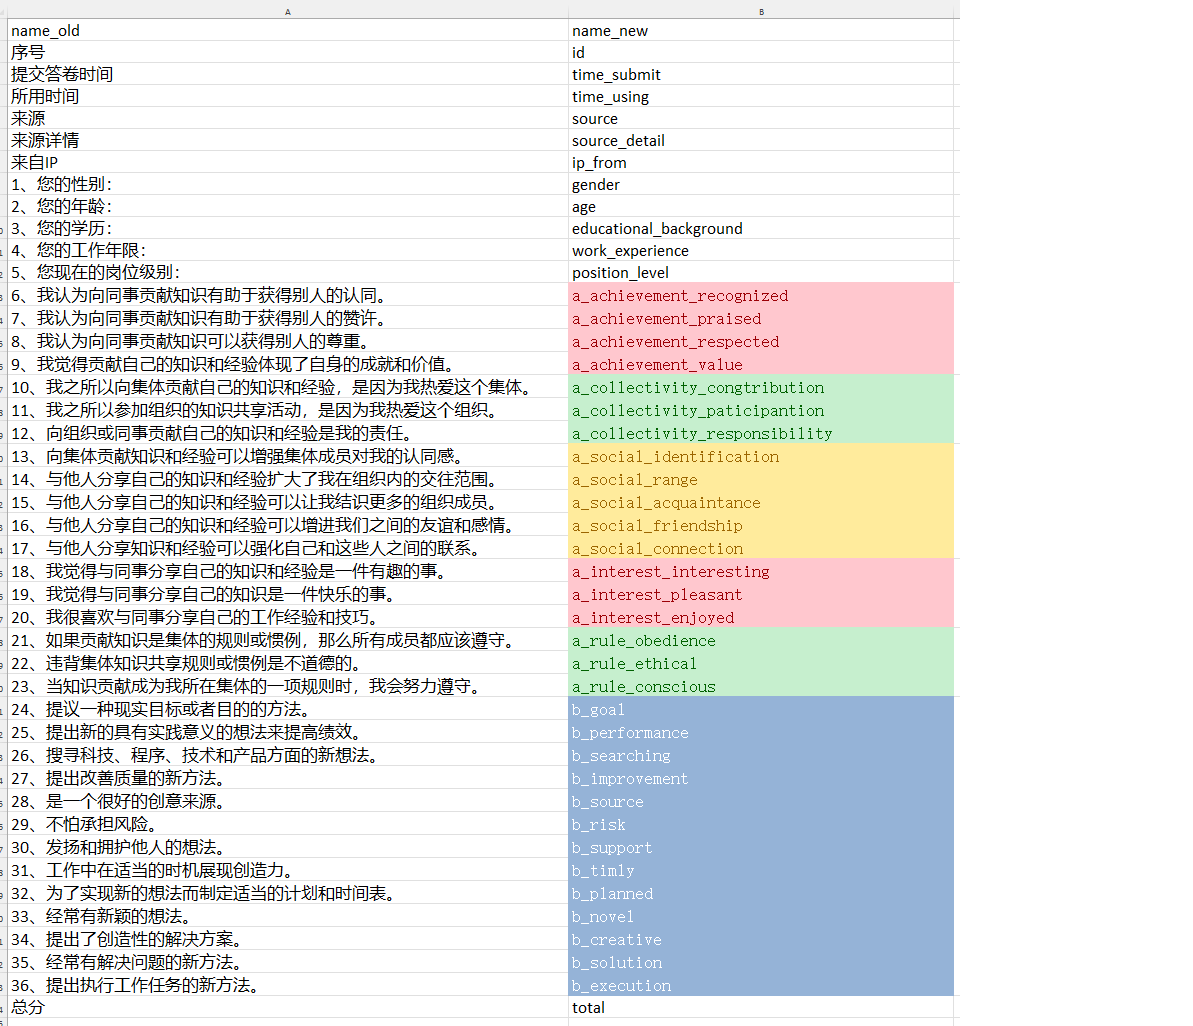 A B
name_old name_new
序号 id
提交答卷时间 time_submit
所用时间 time_using
来源 source
来源详情 source_detail
来自IP ip_from
1、您的性别： gender
2、您的年龄： age
3、您的学历： educational_background
4、您的工作年限： work_experience
5、您现在的岗位级别： position_level
6、我认为向同事贡献知识有助于获得别人的认同。 a_achievement_recognized
7、我认为向同事贡献知识有助于获得别人的赞许。 a_achievement_praised
8、我认为向同事贡献知识可以获得别人的尊重。 a_achievement_respected
9、我觉得贡献自己的知识和经验体现了自身的成就和价值。 a_achievement_value
10、我之所以向集体贡献自己的知识和经验，是因为我热爱这个集体。 a_collectivity_congtribution
11、我之所以参加组织的知识共享活动，是因为我热爱这个组织。 a_collectivity_paticipantion
12、向组织或同事贡献自己的知识和经验是我的责任。 a_collectivity_responsibility
13、向集体贡献知识和经验可以增强集体成员对我的认同感。 a_social_identification
14、与他人分享自己的知识和经验扩大了我在组织内的交往范围。 a_social_range
15、与他人分享自己的知识和经验可以让我结识更多的组织成员。 a_social_acquaintance
16、与他人分享自己的知识和经验可以增进我们之间的友谊和感情。 a_social_friendship
17、与他人分享知识和经验可以强化自己和这些人之间的联系。 a_social_connection
18、我觉得与同事分享自己的知识和经验是一件有趣的事。 a_interest_interesting
19、我觉得与同事分享自己的知识是一件快乐的事。 a_interest_pleasant
20、我很喜欢与同事分享自己的工作经验和技巧。 a_interest_enjoyed
21、如果贡献知识是集体的规则或惯例，那么所有成员都应该遵守。 a_rule_obedience
22、违背集体知识共享规则或惯例是不道德的。 a_rule_ethical
23、当知识贡献成为我所在集体的一项规则时，我会努力遵守。 a_rule_conscious
24、提议一种现实目标或者目的的方法。 b_goal
25、提出新的具有实践意义的想法来提高绩效。 b_performance
26、搜寻科技、程序、技术和产品方面的新想法。 b_searching
27、提出改善质量的新方法。 b_improvement
28、是一个很好的创意来源。 b_source
29、不怕承担风险。 b_risk
30、发扬和拥护他人的想法。 b_support
31、工作中在适当的时机展现创造力。 b_timly
32、为了实现新的想法而制定适当的计划和时间表。 b_planned
33、经常有新颖的想法。 b_novel
34、提出了创造性的解决方案。 b_creative
35、经常有解决问题的新方法。 b_solution
36、提出执行工作任务的新方法。 b_execution
总分 total